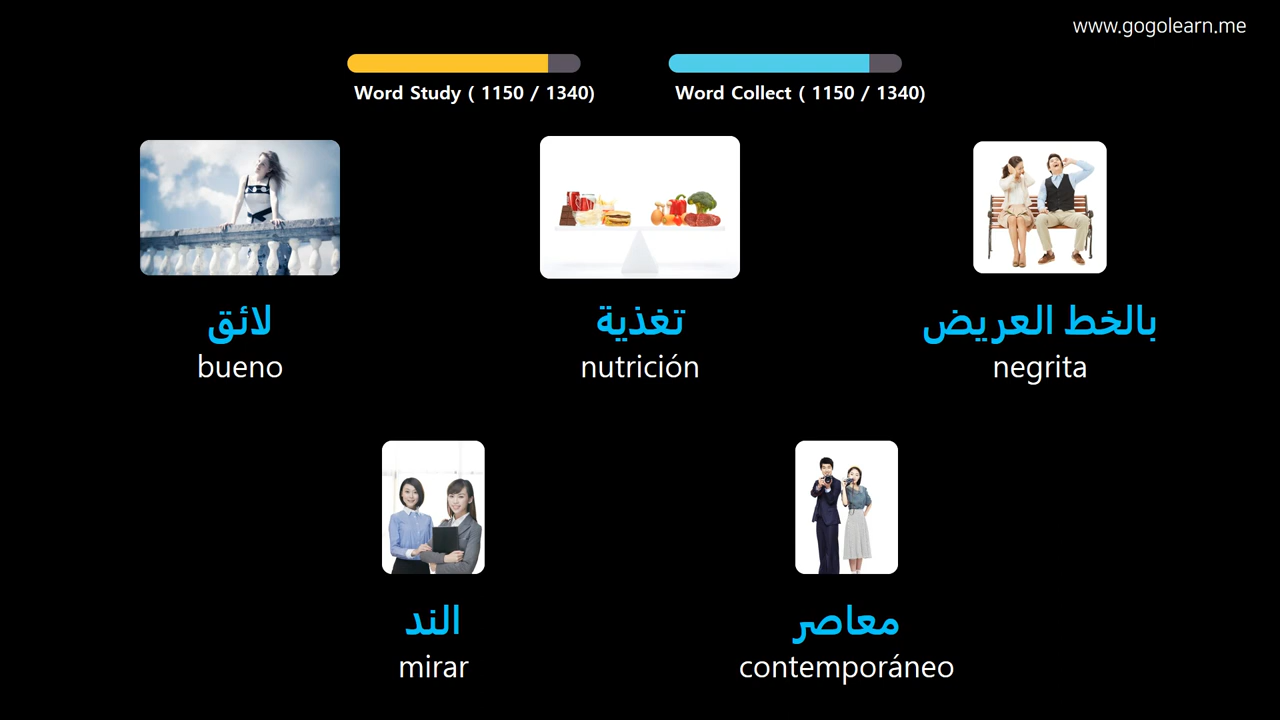 www.gogolearn.me
Word Study ( 1150 / 1340)
Word Collect ( 1150 / 1340)
لائق
bueno
تغذية
nutrición
بالخط العريض
negrita
الند
mirar
معاصر
contemporáneo